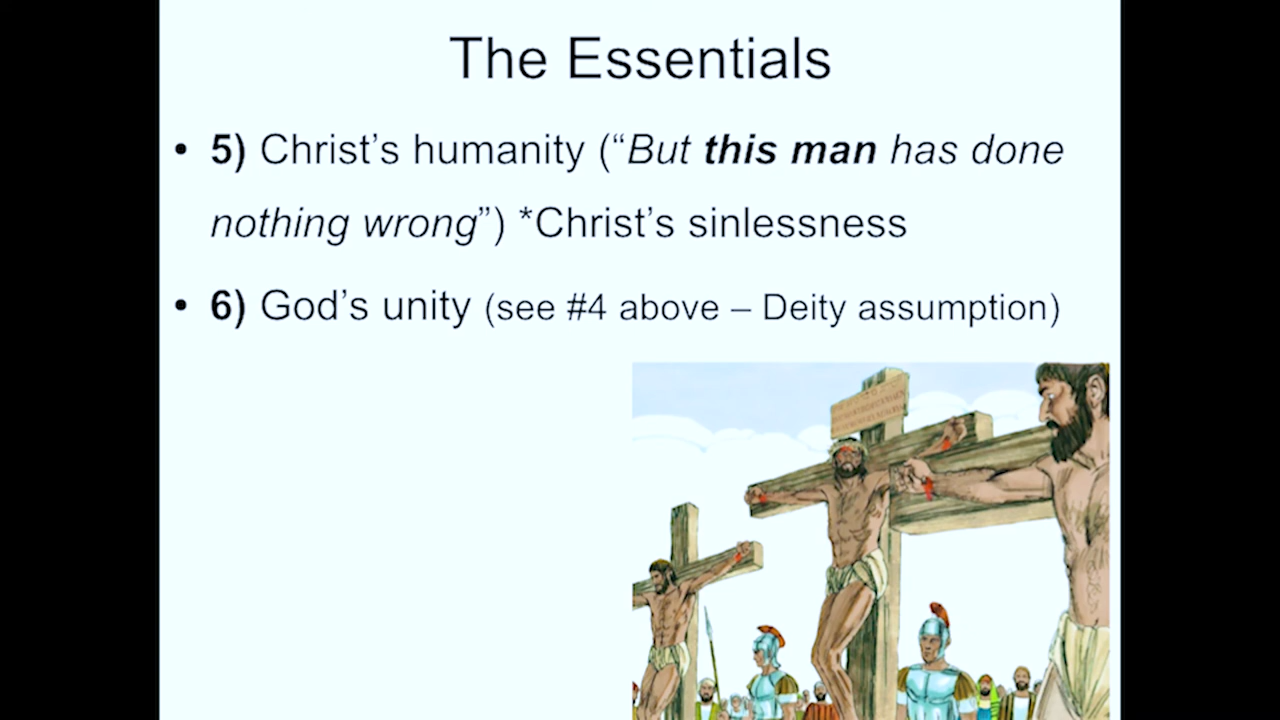 The Essentials
• 5) Christ’s humanity (“But this man has done
nothing wrong”) *Christ’s sinlessness
• 6) God’s unity (see #4 above – Deity assumption)